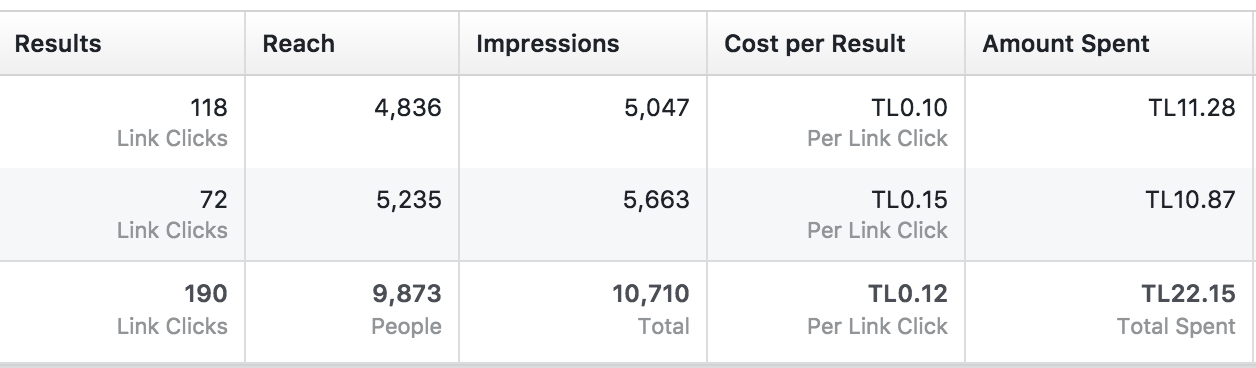 Results Reach Impressions Cost per Result Amount Spent
118 4,836 5,047 TL0.10 TL11.28
Link Clicks Per Link Click
72 5,235 5,663 TL0.15 TL10.87
Link Clicks Per Link Click
190 9,873 10,710 TL0.12 TL22.15
Link Clicks People Total Per Link Click Total Spent